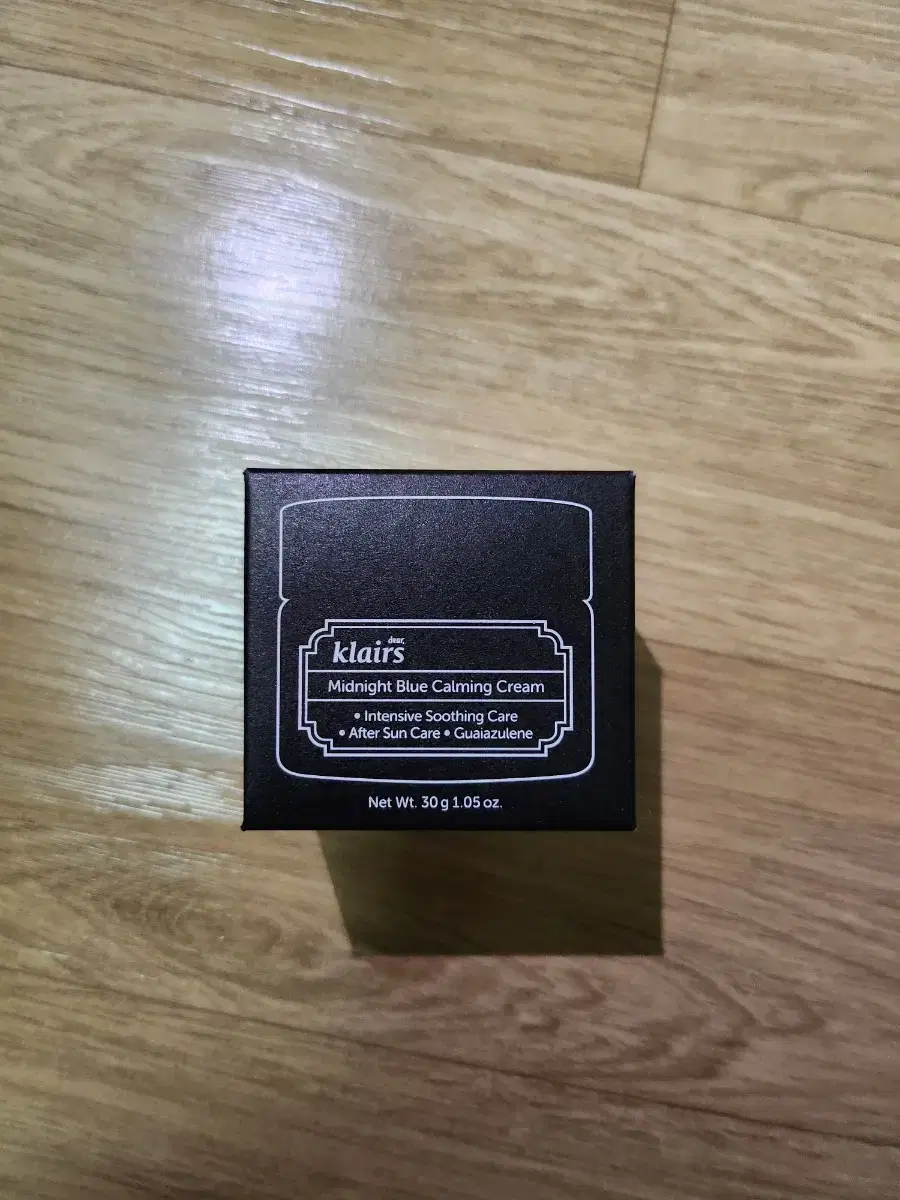 dear,
klairs
Midnight Blue Calming Cream
• Intensive Soothing Care
• After Sun Care • Guaiazulene
Net Wt. 30 g 1.05 oz.